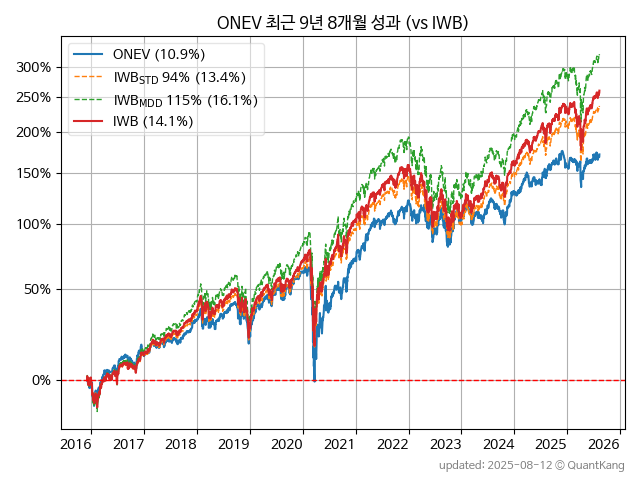 ONEV 최근 9년 8개월 성과 (vs IWB)
ONEV (10.9%)
IWBSTD 94% (13.4%)
IWBMDD 115% (16.1%)
IWB (14.1%)
300%
250%
200%
150%
100%
50%
0%
2016 2017 2018 2019 2020 2021 2022 2023 2024 2025 2026
updated: 2025-08-12 © QuantKang